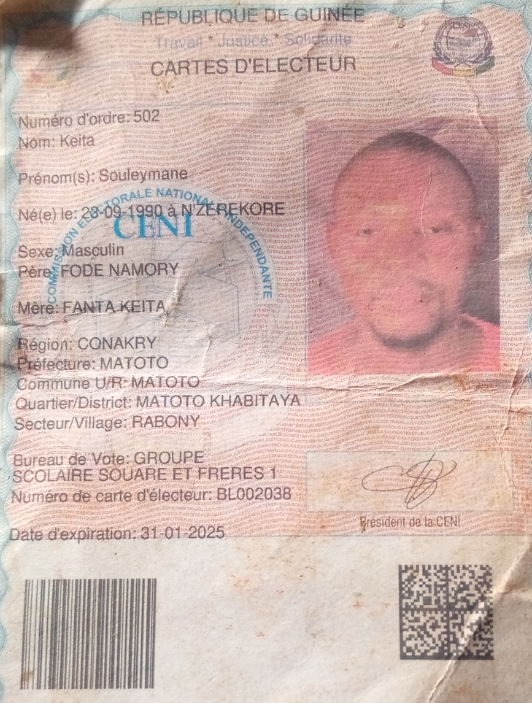 RÉPUBLIQUE DE GUINÉE
Travail * Justice * Solidarité
CARTES D'ELECTEUR
Numéro d'ordre: 502
Nom: Keita
Prénom(s): Souleymane
Né(e) le: 28-09-1990 à N'ZÉREKORE
COMMISSION ELECTORALE NATIONALE INDEPENDANTE
CENI
Sexe: Masculin
Père: FODE NAMORY
Mère: FANTA KEITA
Région: CONAKRY
Préfecture: MATOTO
Commune U/R: MATOTO
Quartier/District: MATOTO KHABITAYA
Secteur/Village: RABONY
Bureau de Vote: GROUPE
SCOLAIRE SOUARE ET FRERES 1
Numéro de carte d'électeur: BL002038
Président de la CENI
Date d'expiration: 31-01-2025